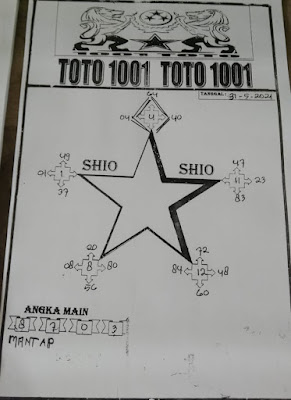 TOTO 1001 TOTO 1001
TANGGAL: 31-5-2021
64
04 4 40
SHIO SHIO
49
01 1
37
47
11 23
83
20
08 8 80
56
72
84 12 48
60
ANGKA MAIN
8 7 0 3
MANTAP